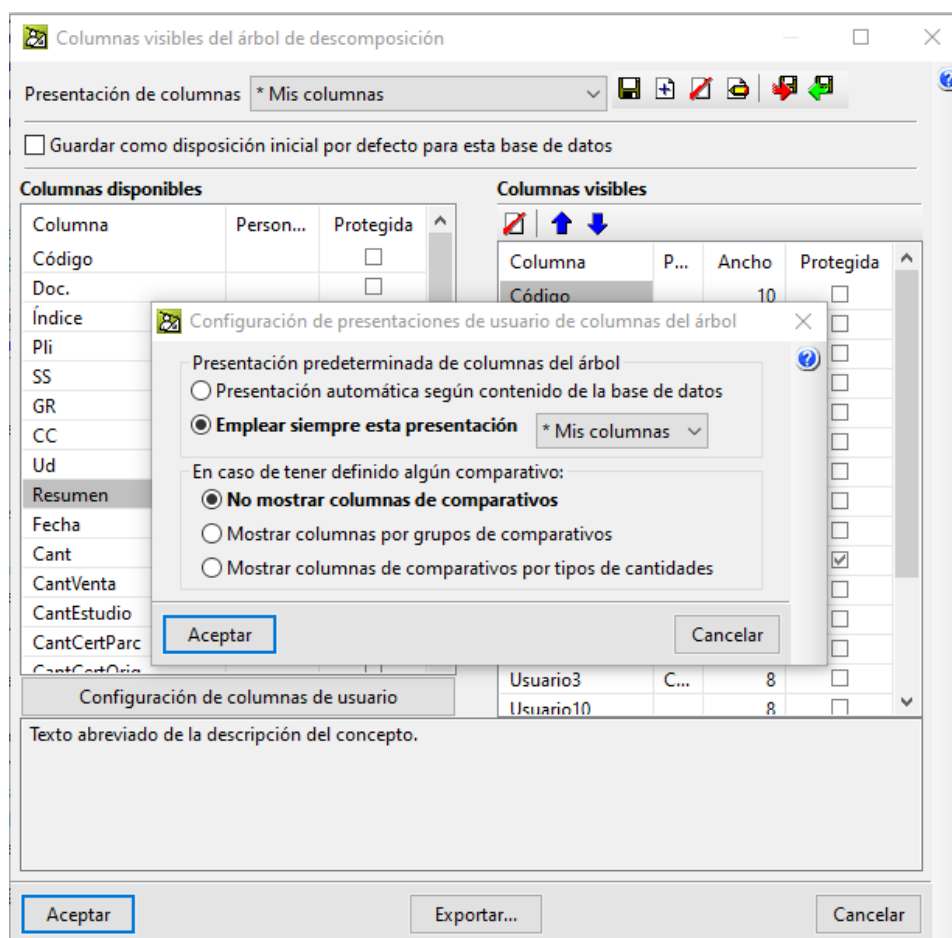 Columnas visibles del árbol de descomposición
Presentación de columnas * Mis columnas
Guardar como disposición inicial por defecto para esta base de datos
Columnas disponibles
Columna Person... Protegida
Código
Doc.
Índice
Pli
SS
GR
CC
Ud
Resumen
Fecha
Cant
CantVenta
CantEstudio
CantCertParc
CantCertOrig
Configuración de columnas de usuario
Columnas visibles
Columna P... Ancho Protegida
Código 10
Usuario3 C... 8
Usuario10 8
Configuración de presentaciones de usuario de columnas del árbol
Presentación predeterminada de columnas del árbol
Presentación automática según contenido de la base de datos
Emplear siempre esta presentación * Mis columnas
En caso de tener definido algún comparativo:
No mostrar columnas de comparativos
Mostrar columnas por grupos de comparativos
Mostrar columnas de comparativos por tipos de cantidades
Aceptar Cancelar
Texto abreviado de la descripción del concepto.
Aceptar Exportar... Cancelar